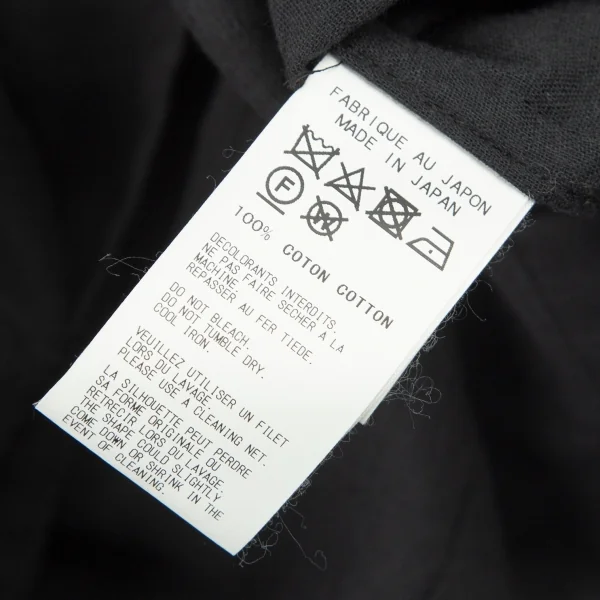 FABRIQUE AU JAPON
MADE IN JAPAN
F
W
100% COTON COTTON
DECOLORANTS INTERDITS.
NE PAS FAIRE SECHER A LA
MACHINE.
REPASSER AU FER TIEDE.
DO NOT BLEACH.
DO NOT TUMBLE DRY.
COOL IRON.
VEUILLEZ UTILISER UN FILET
LORS DU LAVAGE.
PLEASE USE A CLEANING NET.
LA SILHOUETTE PEUT PERDRE
SA FORME ORIGINALE OU
RETRECIR LORS DU LAVAGE.
THE SHAPE COULD SLIGHTLY
COME DOWN OR SHRINK IN THE
EVENT OF CLEANING.